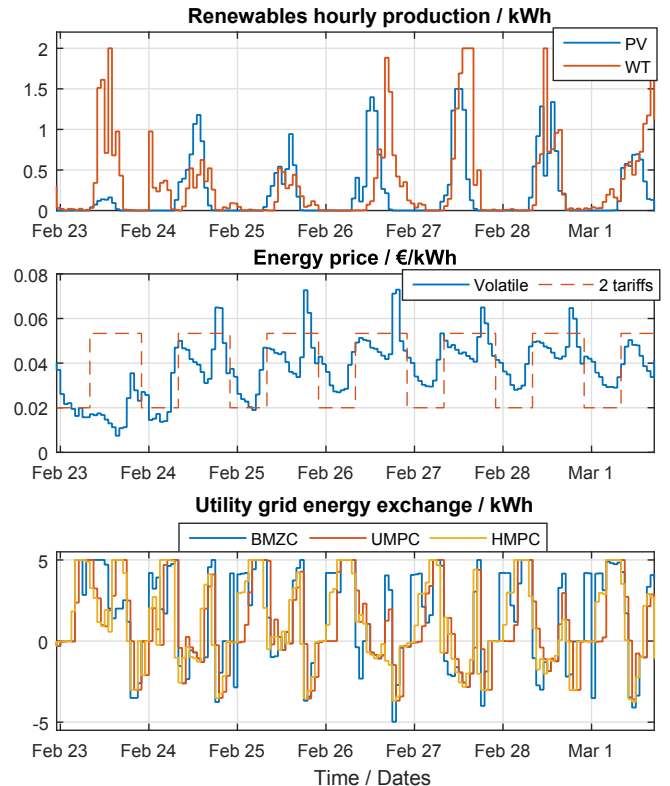 Renewables hourly production / kWh
PV
WT
2
1.5
1
0.5
0
Feb 23 Feb 24 Feb 25 Feb 26 Feb 27 Feb 28 Mar 1
Energy price / €/kWh
Volatile 2 tariffs
0.08
0.06
0.04
0.02
0
Feb 23 Feb 24 Feb 25 Feb 26 Feb 27 Feb 28 Mar 1
Utility grid energy exchange / kWh
BMZC UMPC HMPC
5
0
-5
Feb 23 Feb 24 Feb 25 Feb 26 Feb 27 Feb 28 Mar 1
Time / Dates